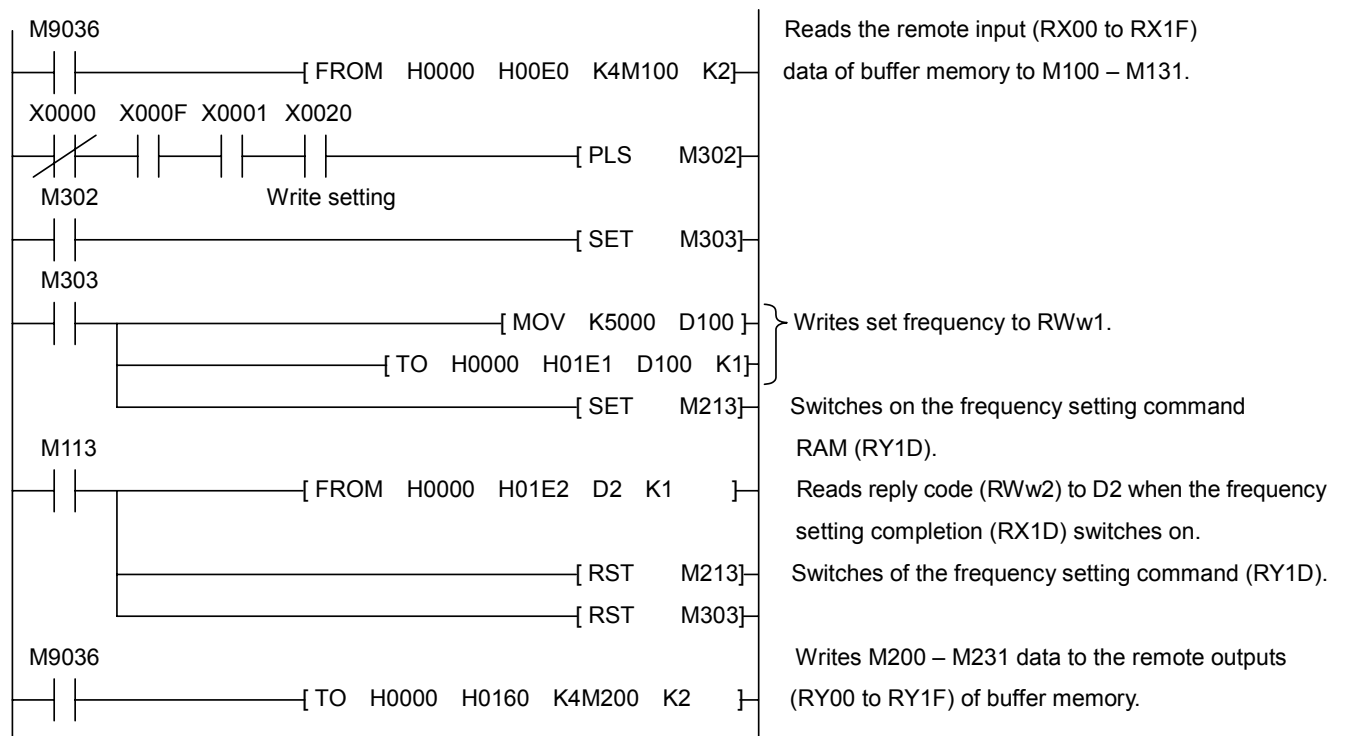 M9036 Reads the remote input (RX00 to RX1F)
[ FROM H0000 H00E0 K4M100 K2] data of buffer memory to M100 – M131.
X0000 X000F X0001 X0020
[ PLS M302]
M302 Write setting
[ SET M303]
M303
[ MOV K5000 D100 ] Writes set frequency to RWw1.
[ TO H0000 H01E1 D100 K1]
[ SET M213] Switches on the frequency setting command
M113 RAM (RY1D).
[ FROM H0000 H01E2 D2 K1 ] Reads reply code (RWw2) to D2 when the frequency
setting completion (RX1D) switches on.
[ RST M213] Switches of the frequency setting command (RY1D).
[ RST M303]
M9036 Writes M200 – M231 data to the remote outputs
[ TO H0000 H0160 K4M200 K2 ] (RY00 to RY1F) of buffer memory.